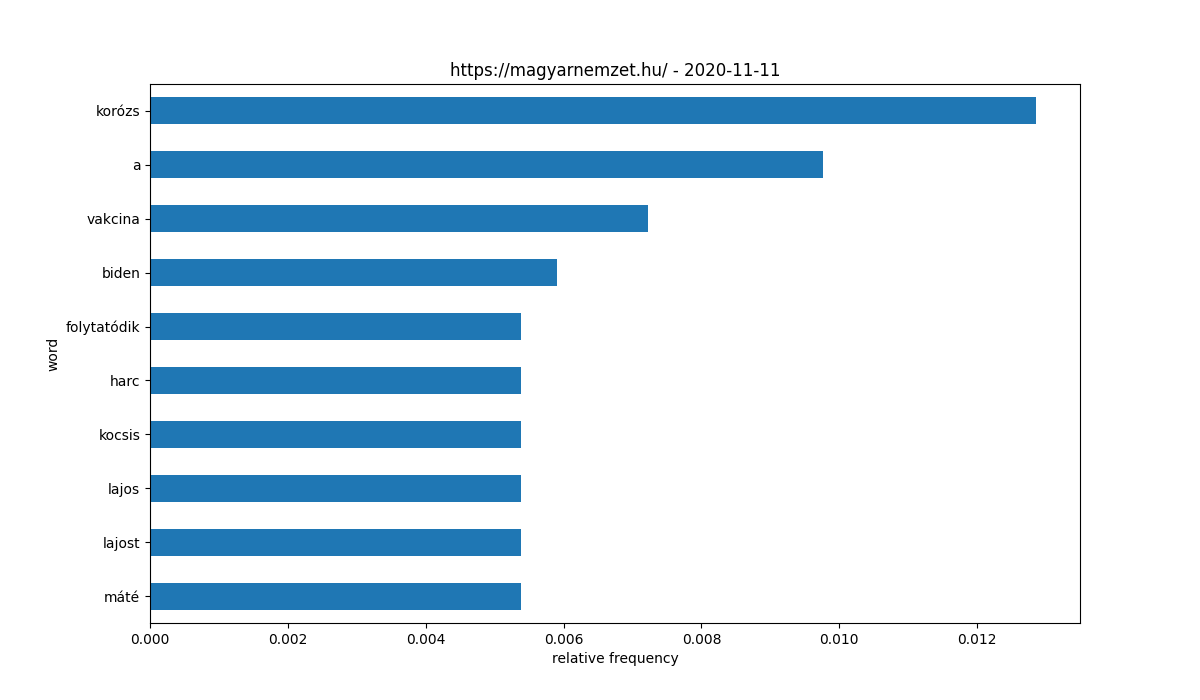 https://magyarnemzet.hu/ - 2020-11-11
korózs
a
vakcina
biden
folytatódik
harc
kocsis
lajos
lajost
máté
word
0.000 0.002 0.004 0.006 0.008 0.010 0.012
relative frequency